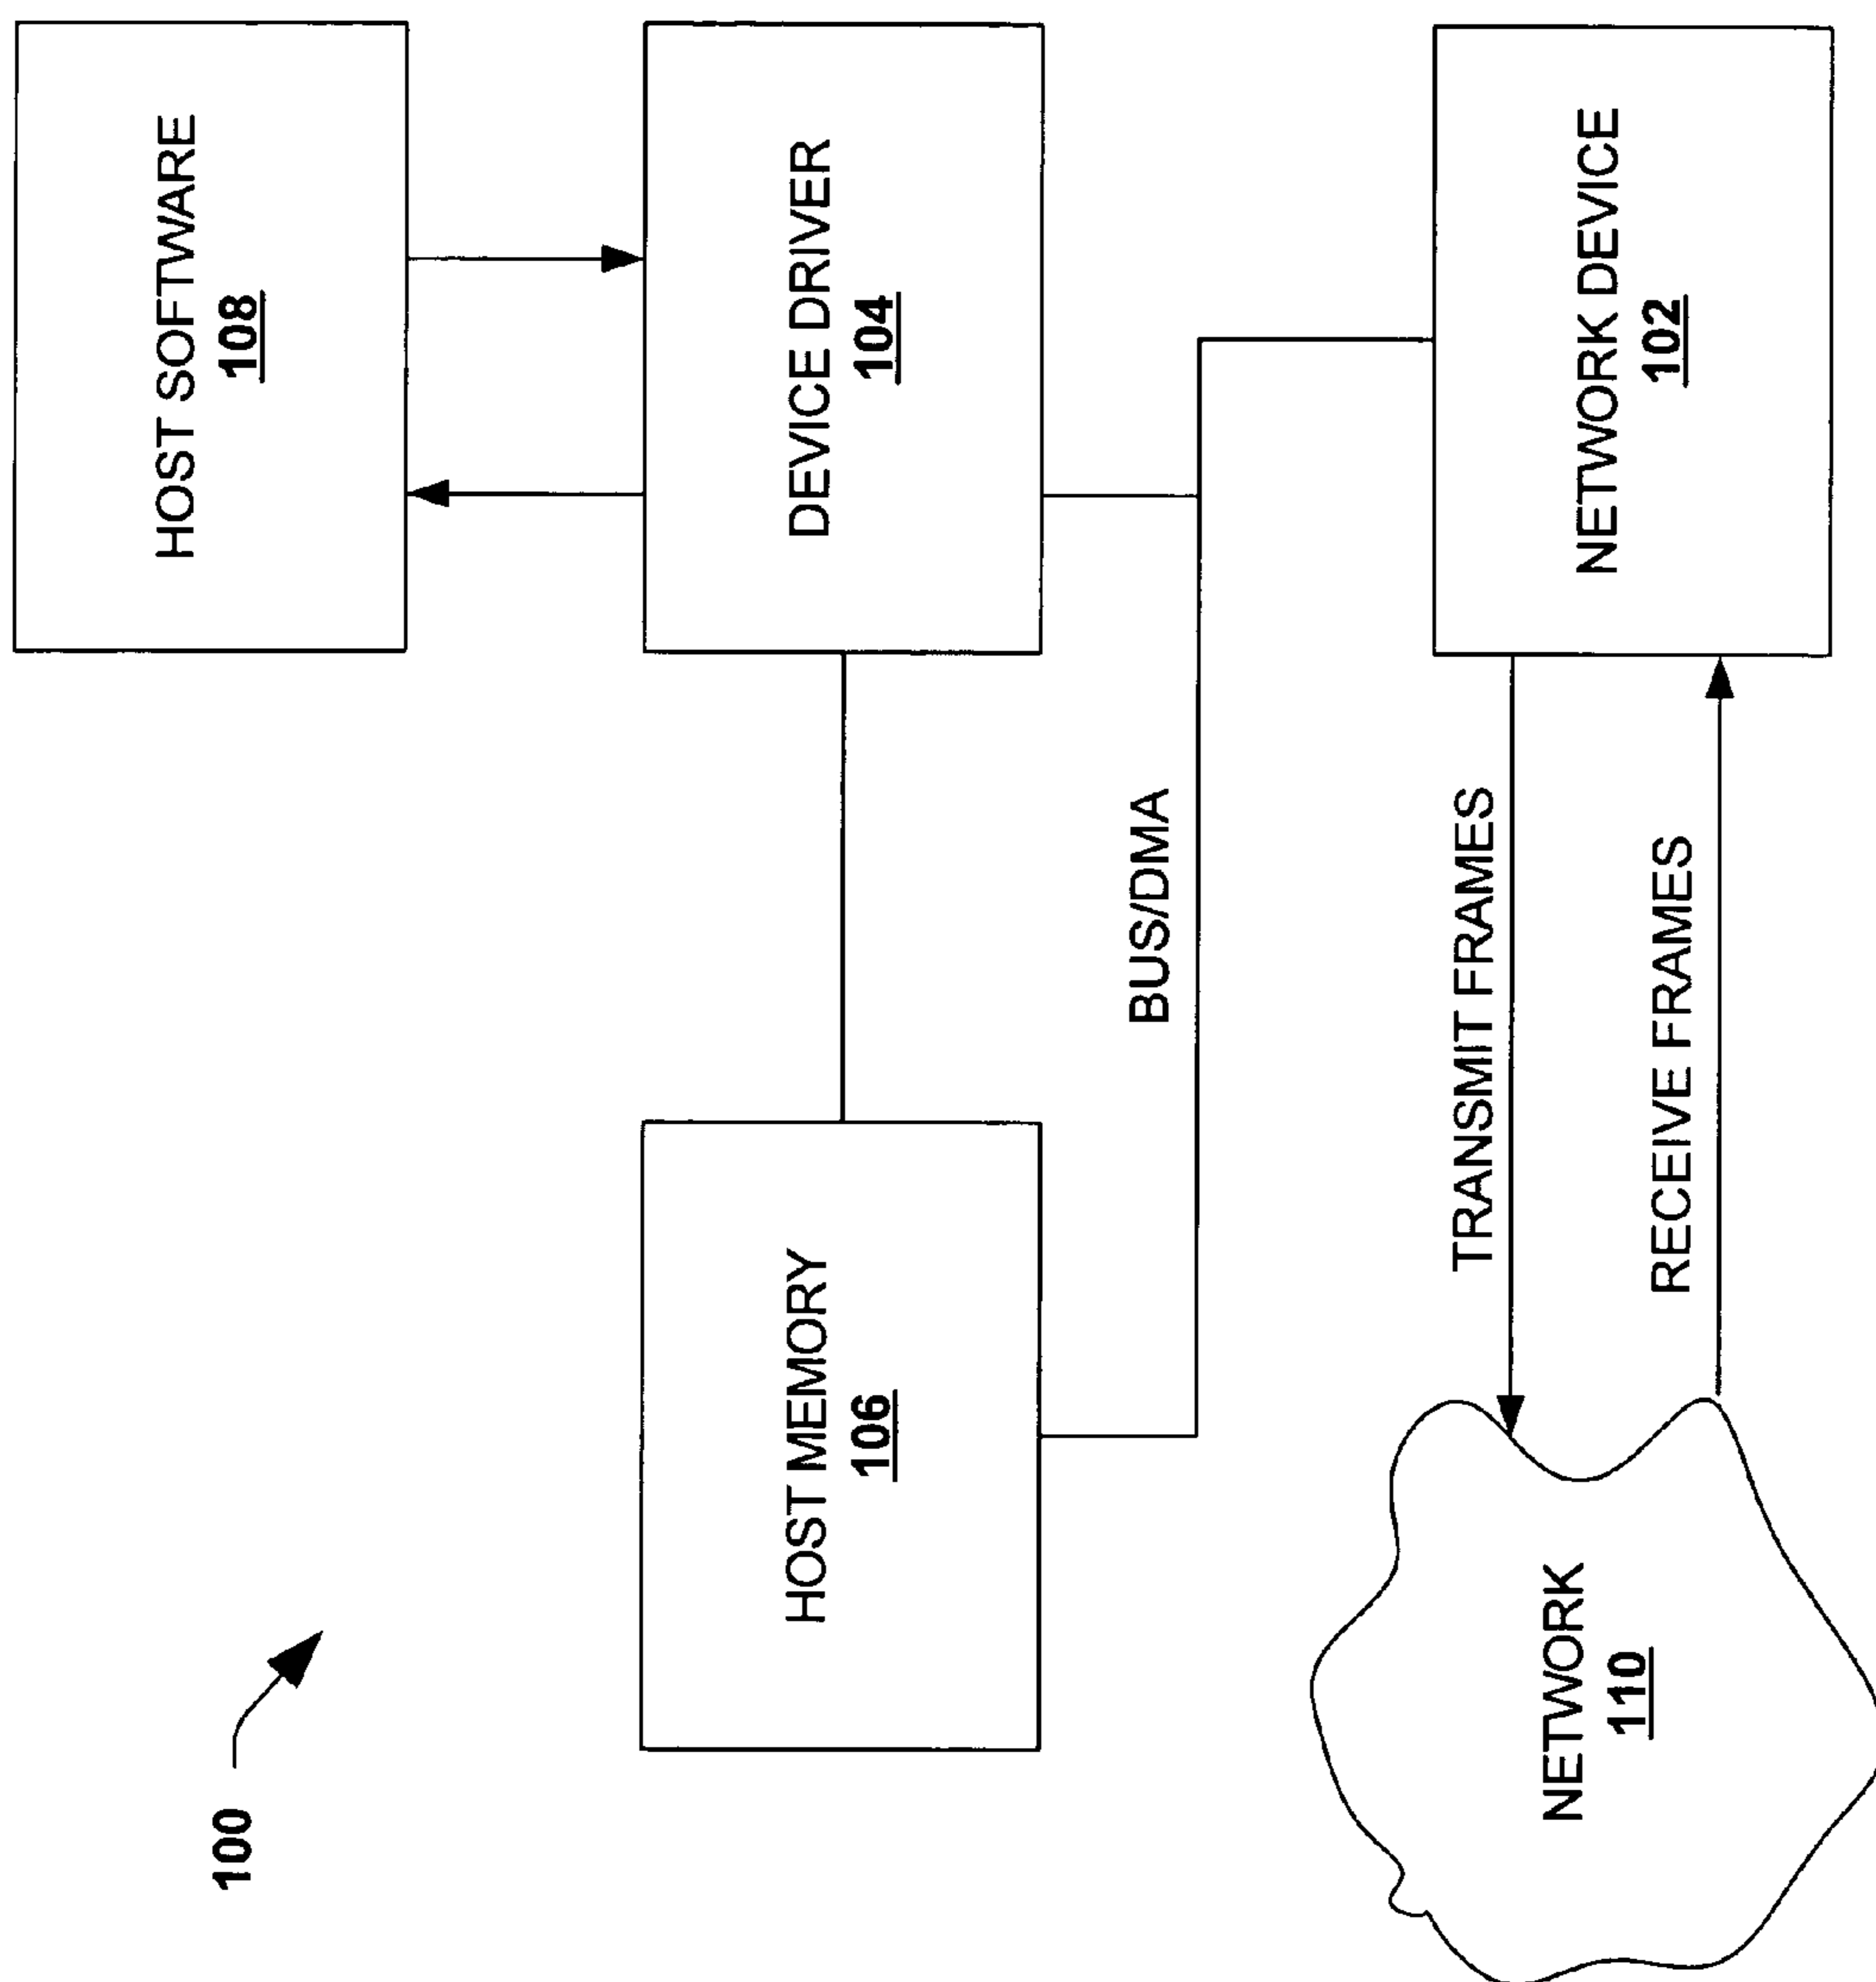 100
HOST MEMORY
106
NETWORK
110
BUS/DMA
TRANSMIT FRAMES
RECEIVE FRAMES
HOST SOFTWARE
108
DEVICE DRIVER
104
NETWORK DEVICE
102